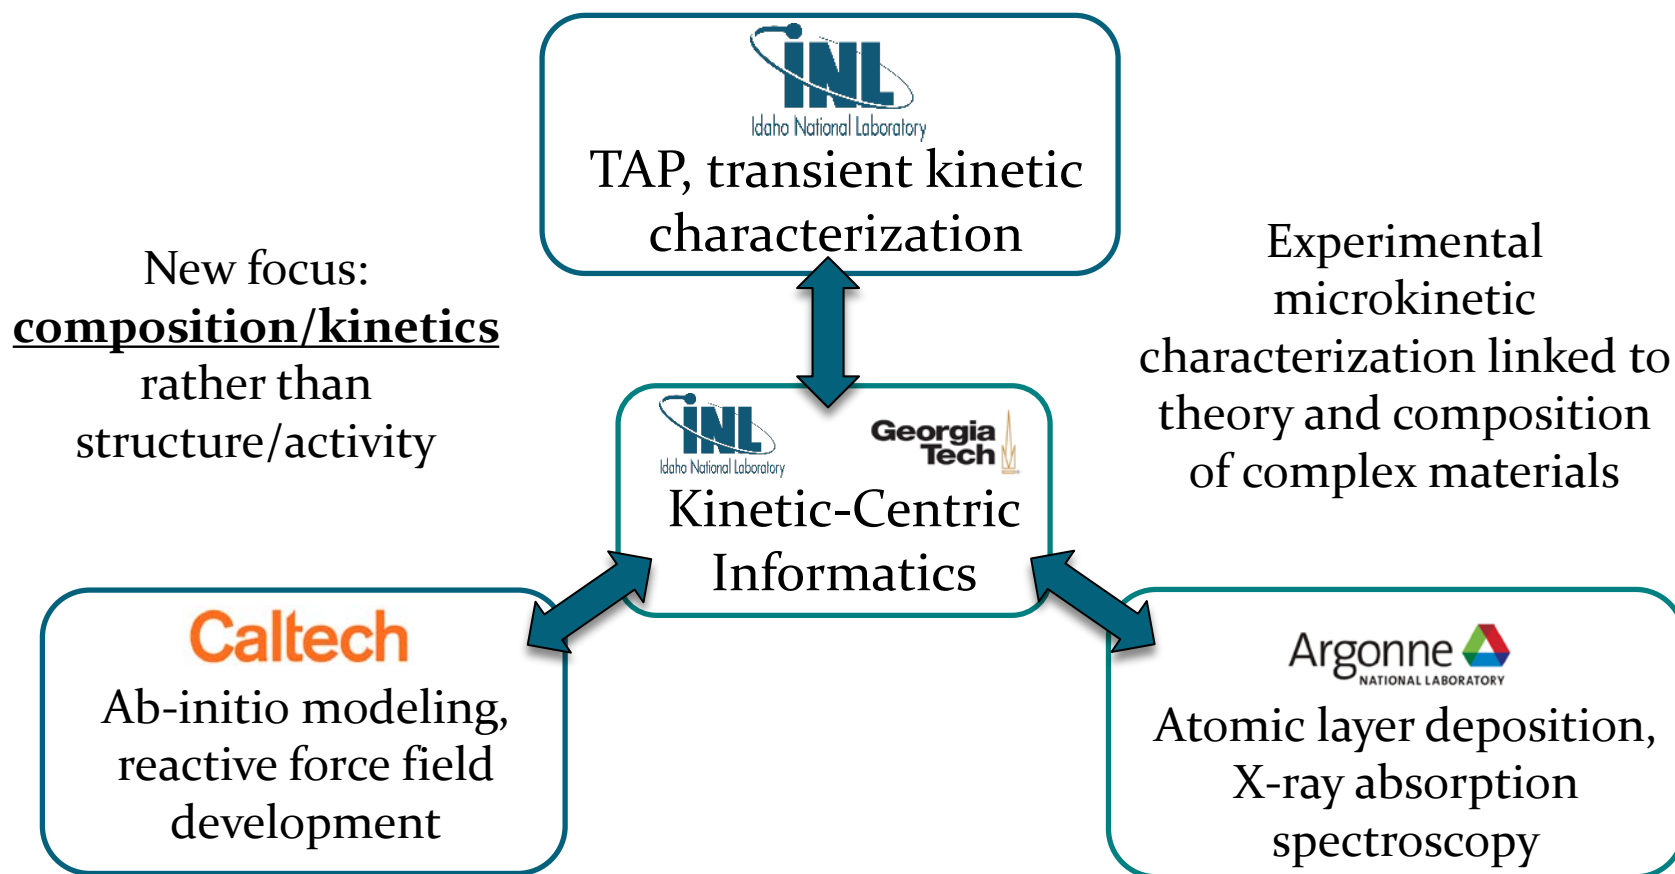 INL
Idaho National Laboratory
TAP, transient kinetic
characterization
New focus:
composition/kinetics
rather than
structure/activity
Experimental
microkinetic
characterization linked to
theory and composition
of complex materials
INL
Idaho National Laboratory
Georgia
Tech
Kinetic-Centric
Informatics
Caltech
Ab-initio modeling,
reactive force field
development
Argonne
NATIONAL LABORATORY
Atomic layer deposition,
X-ray absorption
spectroscopy